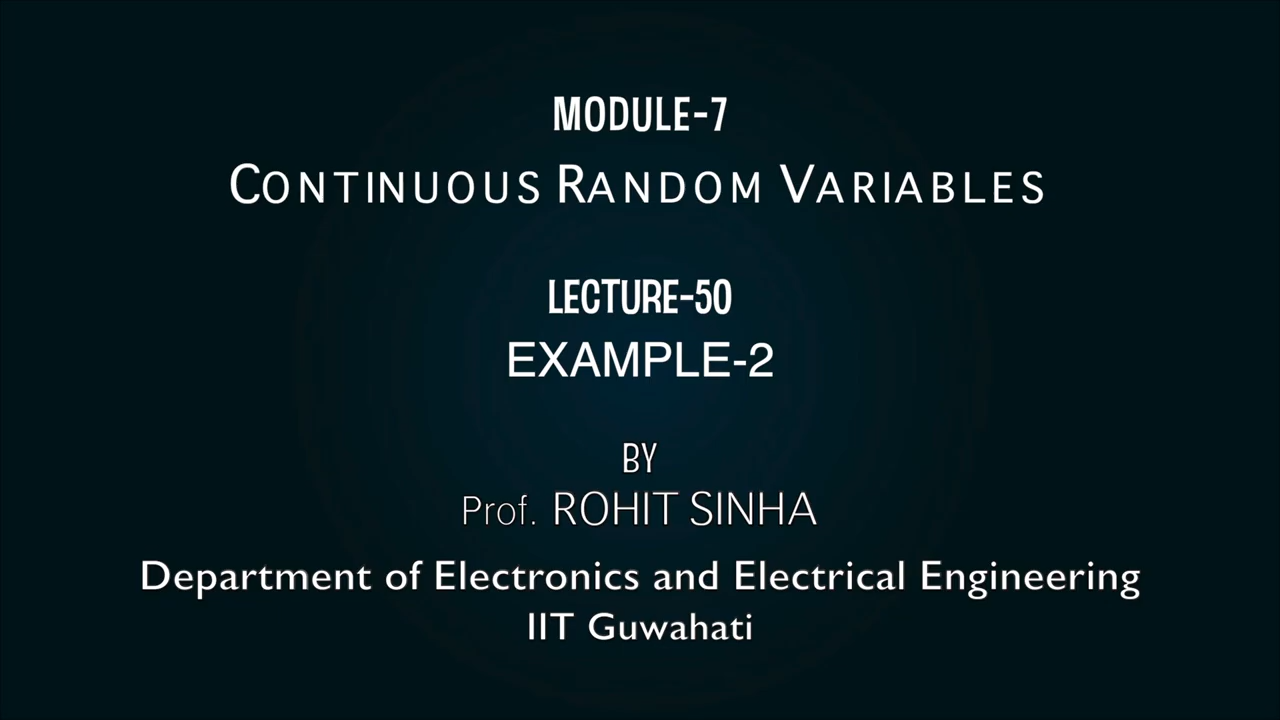 MODULE-7
CONTINUOUS RANDOM VARIABLES
LECTURE-50
EXAMPLE-2
BY
Prof. ROHIT SINHA
Department of Electronics and Electrical Engineering
IIT Guwahati